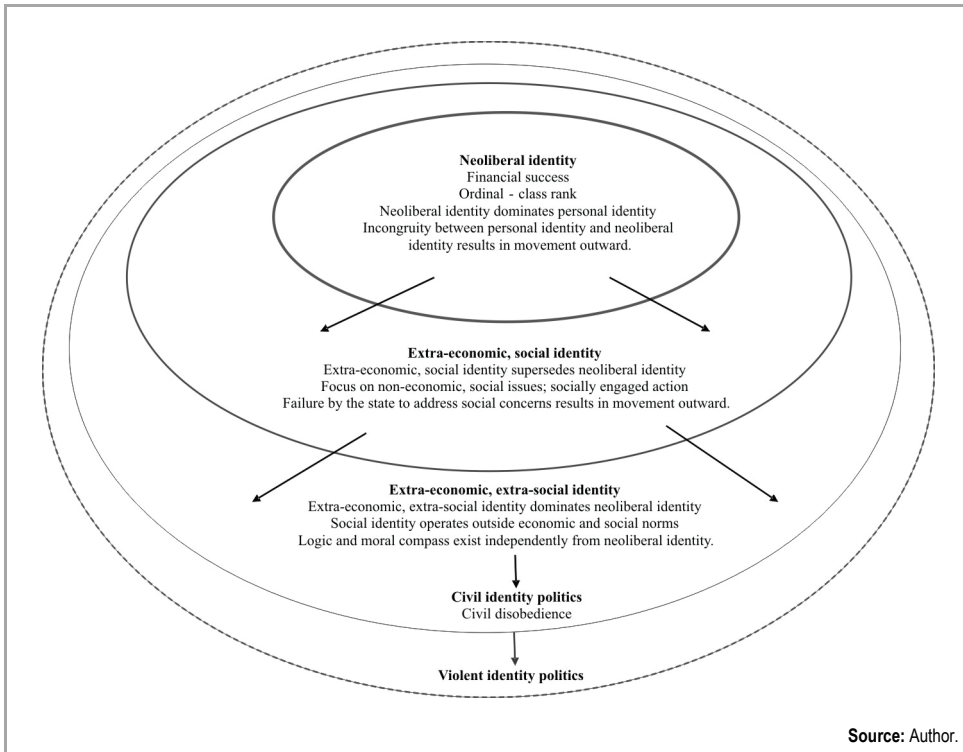 Neoliberal identity
Financial success
Ordinal - class rank
Neoliberal identity dominates personal identity
Incongruity between personal identity and neoliberal
identity results in movement outward.
Extra-economic, social identity
Extra-economic, social identity supersedes neoliberal identity
Focus on non-economic, social issues; socially engaged action
Failure by the state to address social concerns results in movement outward.
Extra-economic, extra-social identity
Extra-economic, extra-social identity dominates neoliberal identity
Social identity operates outside economic and social norms
Logic and moral compass exist independently from neoliberal identity.
Civil identity politics
Civil disobedience
Violent identity politics
Source: Author.